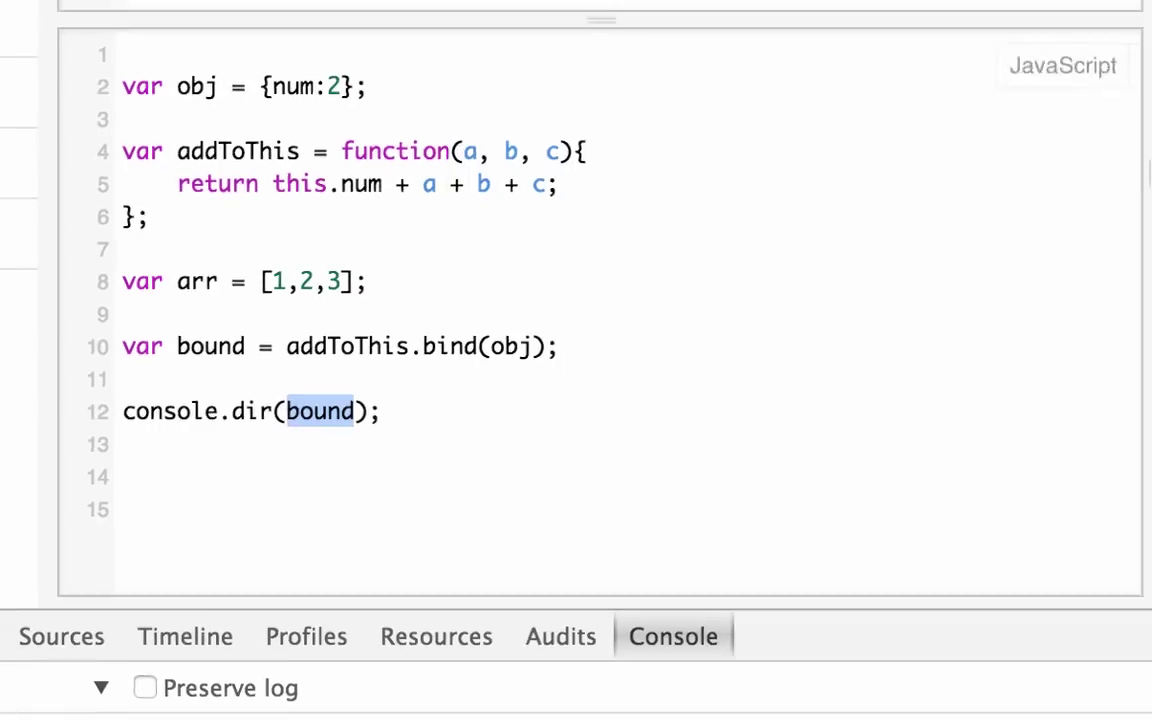 JavaScript
1
2 var obj = {num:2};
3
4 var addToThis = function(a, b, c){
5 return this.num + a + b + c;
6 };
7
8 var arr = [1,2,3];
9
10 var bound = addToThis.bind(obj);
11
12 console.dir(bound);
13
14
15
Sources Timeline Profiles Resources Audits Console
Preserve log